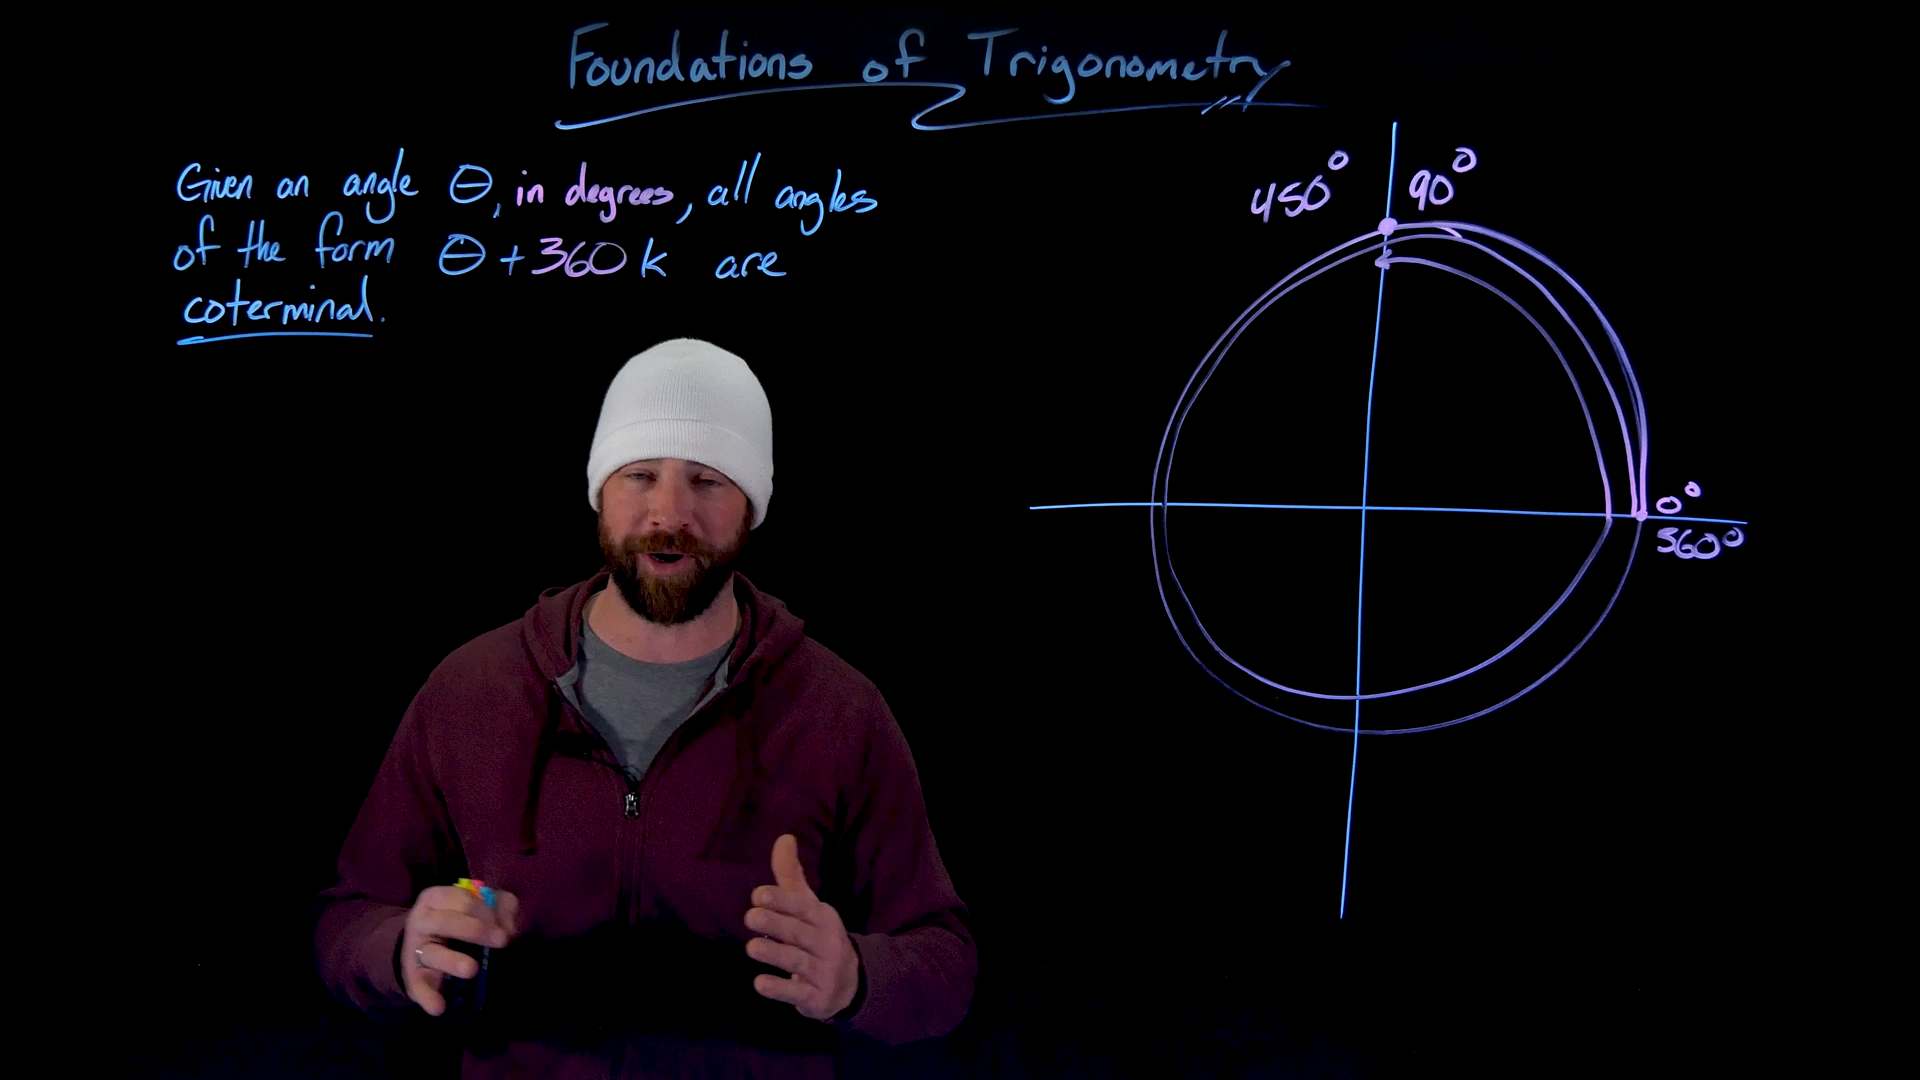 Foundations of Trigonometry
Given an angle θ, in degrees, all angles
of the form θ + 360 k are
coterminal.
450° 90°
0°
360°